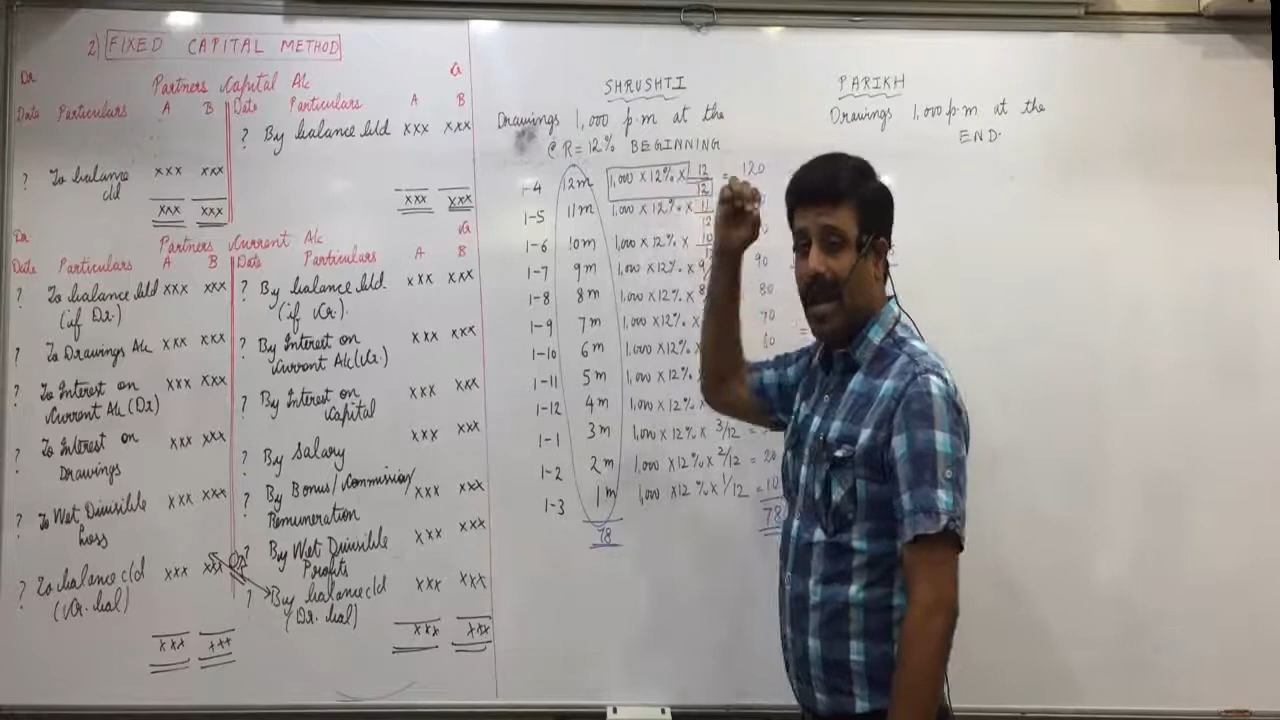 2) FIXED CAPITAL METHOD
Dr Partners Capital A/c Cr
Date Particulars A B Date Particulars A B
? By balance b/d xxx xxx
? To balance c/d xxx xxx
xxx xxx xxx xxx
Dr Partners Current A/c Cr
Date Particulars A B Date Particulars A B
? To balance b/d xxx xxx ? By balance b/d xxx xxx
(if Dr.) (if Cr.)
? To Drawings A/c xxx xxx ? By Interest on xxx xxx
Current A/c (Cr.)
? To Interest on xxx xxx ? By Interest on xxx xxx
Current A/c (Dr) Capital
? To Interest on xxx xxx ? By Salary xxx xxx
Drawings
? By Bonus/Commission/ xxx xxx
Remuneration
? To Net Divisible xxx xxx ? By Net Divisible xxx xxx
Loss Profits
? To balance c/d xxx xxx Or ? By balance c/d xxx xxx
(Cr. bal) (Dr. bal)
xxx xxx xxx xxx
SHRUSHTI
Drawings 1,000 p.m at the
@ R = 12% BEGINNING
1-4 12m 1,000 x 12% x 12/12 = 120
1-5 11m 1,000 x 12% x 11/12
1-6 10m 1,000 x 12% x 10/12
1-7 9m 1,000 x 12% x 9/ 90
1-8 8m 1,000 x 12% x 8/ 80
1-9 7m 1,000 x 12% x 70
1-10 6m 1,000 x 12% x 60
1-11 5m 1,000 x 12%
1-12 4m 1,000 x 12% x
1-1 3m 1,000 x 12% x 3/12 =
1-2 2m 1,000 x 12% x 2/12 = 20
1-3 1m 1,000 x 12% x 1/12 = 10
78 78
PARIKH
Drawings 1,000 p.m at the
END.